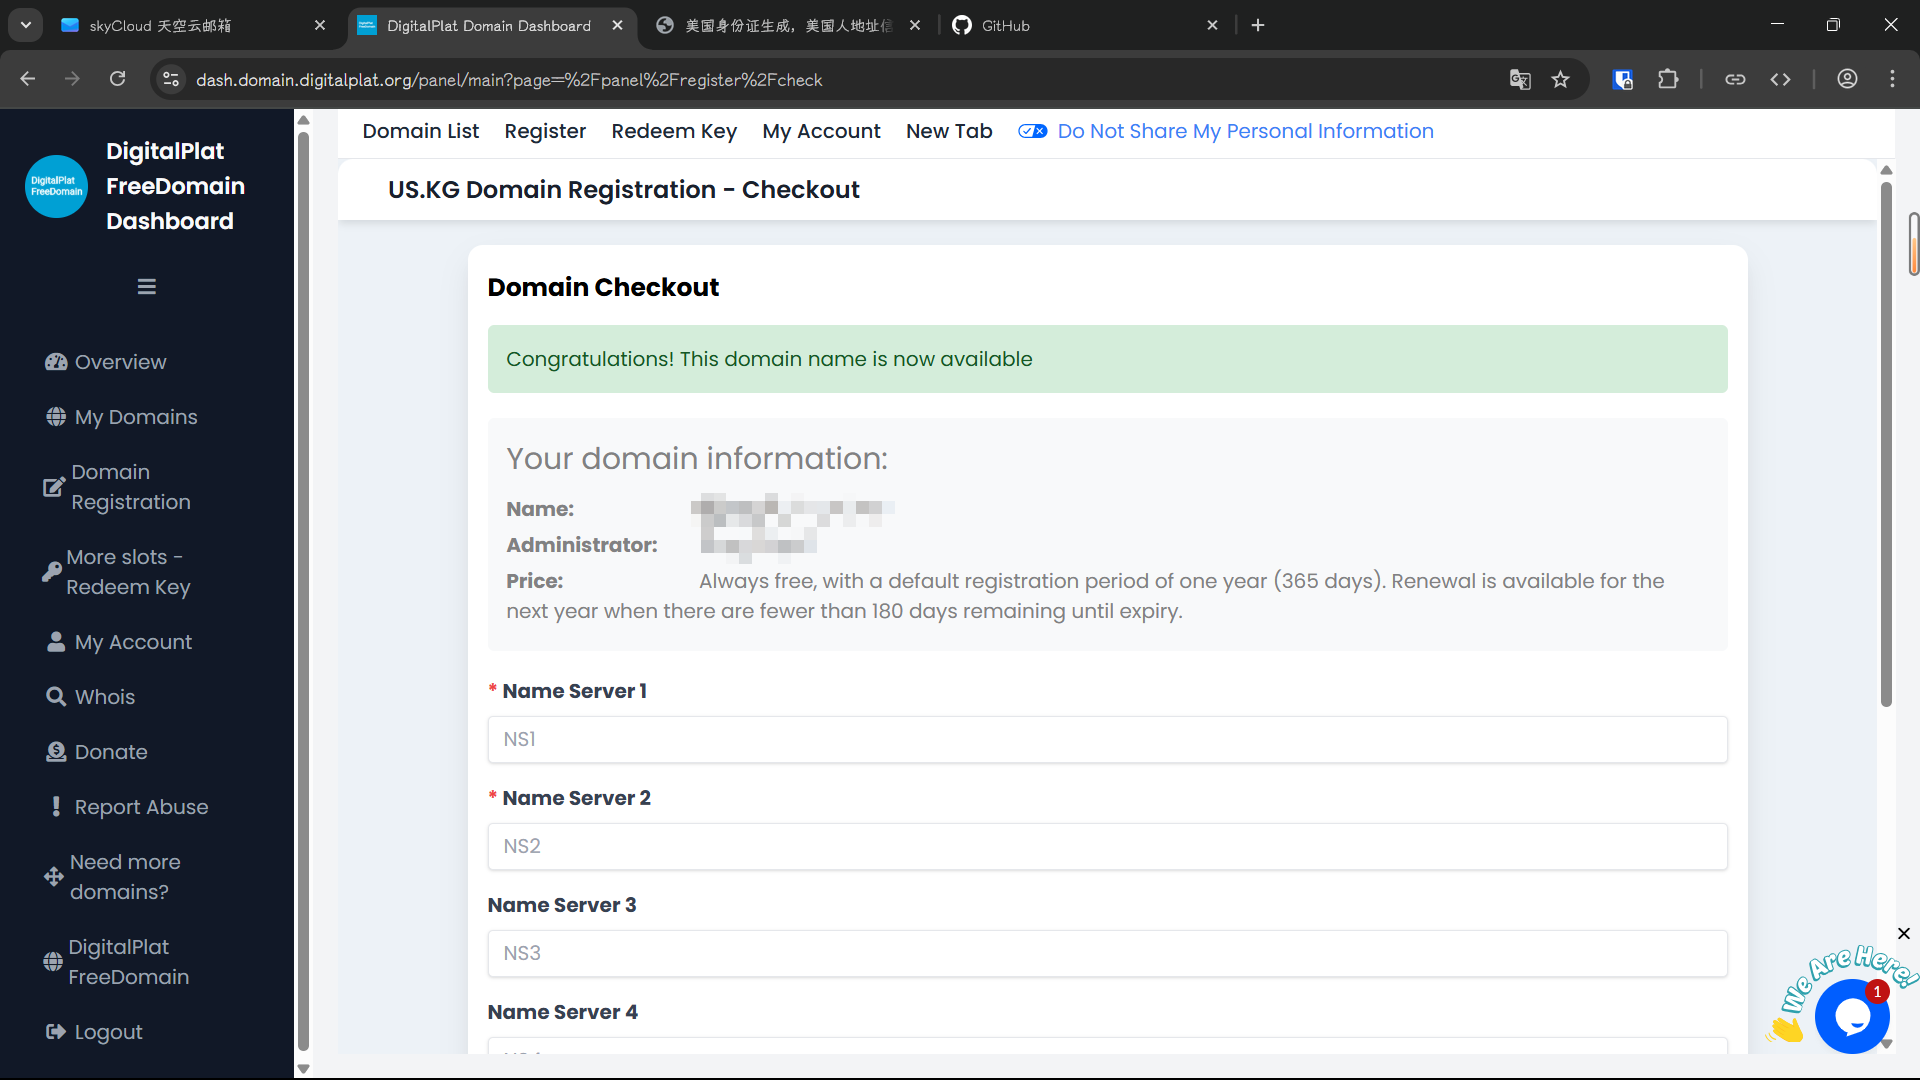 skyCloud 天空云邮箱
DigitalPlat Domain Dashboard
美国身份证生成，美国人地址信
GitHub
dash.domain.digitalplat.org/panel/main?page=%2Fpanel%2Fregister%2Fcheck
DigitalPlat
FreeDomain
DigitalPlat
FreeDomain
Dashboard
Overview
My Domains
Domain
Registration
More slots -
Redeem Key
My Account
Whois
Donate
Report Abuse
Need more
domains?
DigitalPlat
FreeDomain
Logout
Domain List
Register
Redeem Key
My Account
New Tab
Do Not Share My Personal Information
US.KG Domain Registration - Checkout
Domain Checkout
Congratulations! This domain name is now available
Your domain information:
Name:
Administrator:
Price: Always free, with a default registration period of one year (365 days). Renewal is available for the
next year when there are fewer than 180 days remaining until expiry.
* Name Server 1
NS1
* Name Server 2
NS2
Name Server 3
NS3
Name Server 4
We Are Here!
1